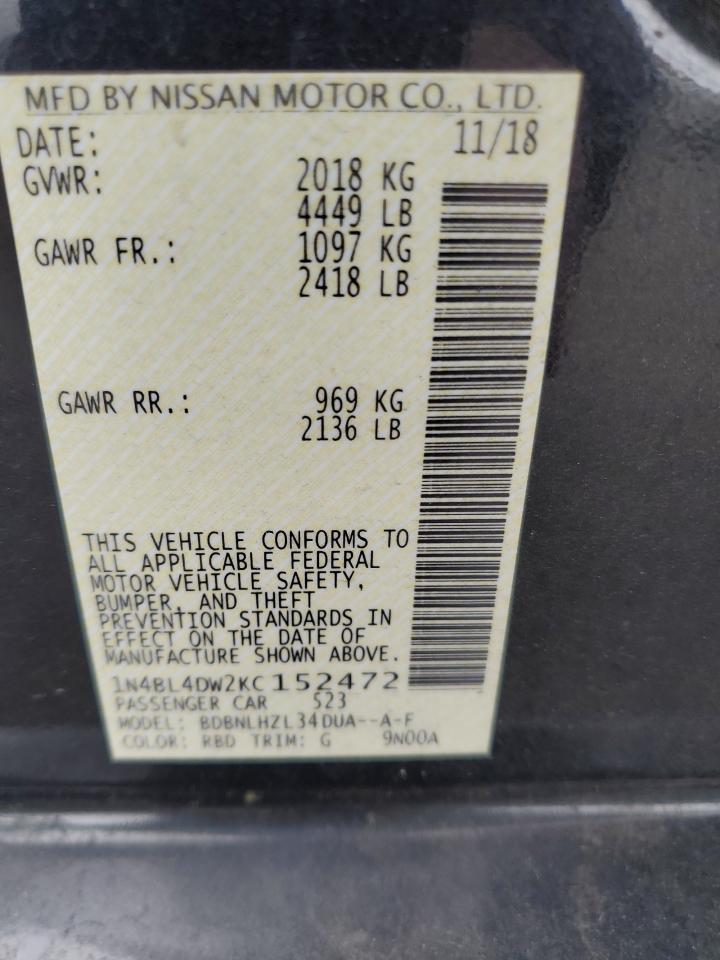 MFD BY NISSAN MOTOR CO., LTD.
DATE: 11/18
GVWR: 2018 KG
4449 LB
GAWR FR.: 1097 KG
2418 LB
GAWR RR.: 969 KG
2136 LB
THIS VEHICLE CONFORMS TO
ALL APPLICABLE FEDERAL
MOTOR VEHICLE SAFETY,
BUMPER, AND THEFT
PREVENTION STANDARDS IN
EFFECT ON THE DATE OF
MANUFACTURE SHOWN ABOVE.
1N4BL4DW2KC152472
PASSENGER CAR 523
MODEL: BDBNLHZL34DUA--A-F
COLOR: RBD TRIM: G 9N00A